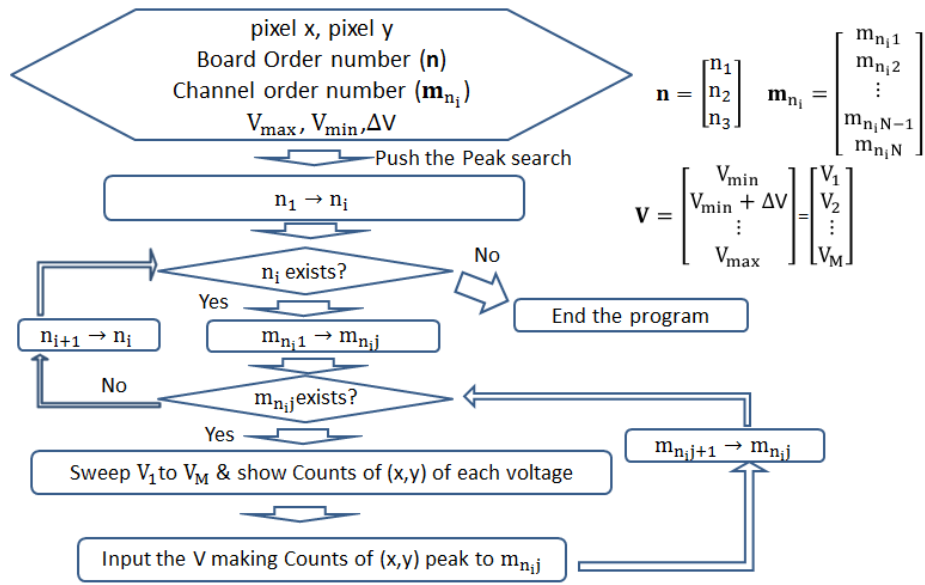 pixel x, pixel y
Board Order number (n)
Channel order number (m_{n_i})
V_max, V_min, ΔV
Push the Peak search
n_1 → n_i
n_i exists?
No
Yes
End the program
n_{i+1} → n_i
m_{n_i1} → m_{n_ij}
No
m_{n_ij} exists?
Yes
m_{n_ij+1} → m_{n_ij}
Sweep V_1 to V_M & show Counts of (x,y) of each voltage
Input the V making Counts of (x,y) peak to m_{n_ij}
n = [n_1 n_2 n_3]
m_{n_i} = [m_{n_i1} m_{n_i2} ⋮ m_{n_iN−1} m_{n_iN}]
V = [V_min V_min + ΔV ⋮ V_max] = [V_1 V_2 ⋮ V_M]